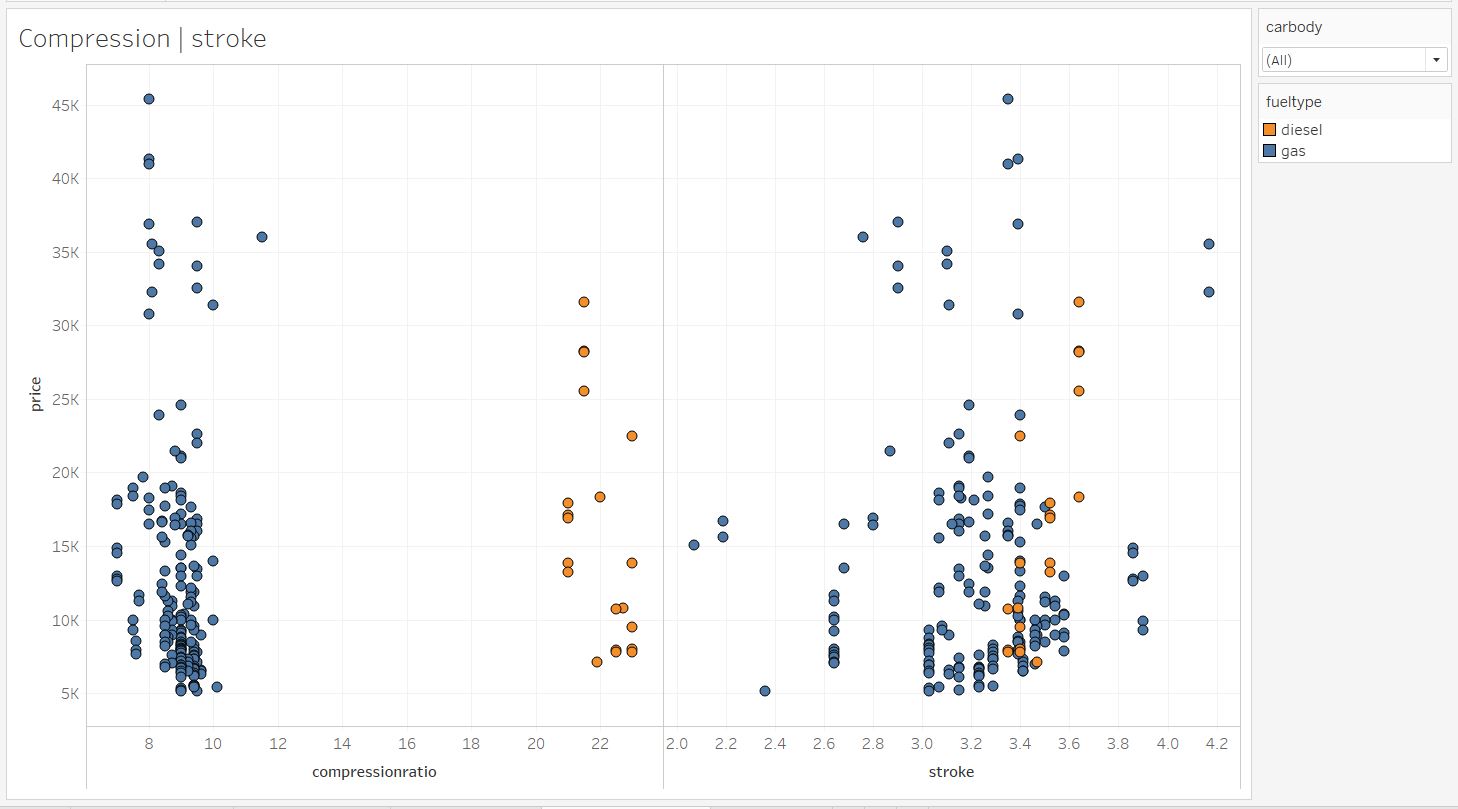 Compression | stroke
carbody
(All)
fueltype
diesel
gas
45K
40K
35K
30K
25K
20K
15K
10K
5K
price
8 10 12 14 16 18 20 22 2.0 2.2 2.4 2.6 2.8 3.0 3.2 3.4 3.6 3.8 4.0 4.2
compressionratio stroke